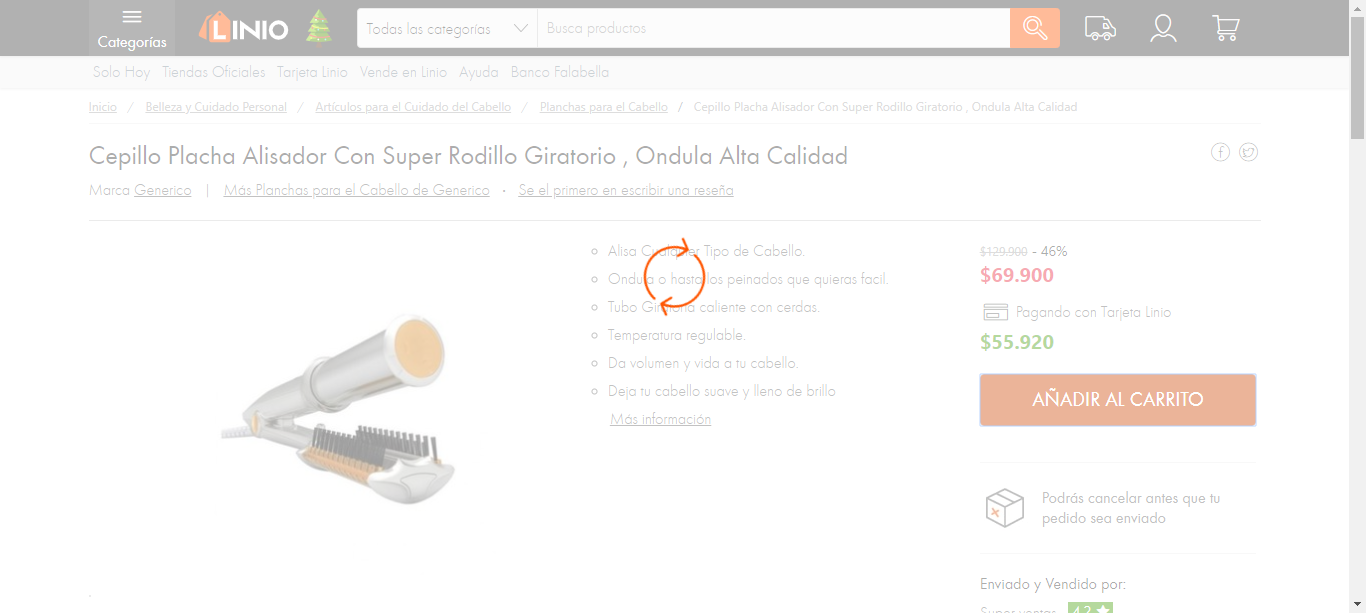 Categorías
LINIO
Todas las categorías
Busca productos
Solo Hoy Tiendas Oficiales Tarjeta Linio Vende en Linio Ayuda Banco Falabella
Inicio / Belleza y Cuidado Personal / Artículos para el Cuidado del Cabello / Planchas para el Cabello / Cepillo Placha Alisador Con Super Rodillo Giratorio , Ondula Alta Calidad
Cepillo Placha Alisador Con Super Rodillo Giratorio , Ondula Alta Calidad
Marca Generico | Más Planchas para el Cabello de Generico · Se el primero en escribir una reseña
Alisa Cualquier Tipo de Cabello.
Ondula o hasta los peinados que quieras facil.
Tubo Giratoria caliente con cerdas.
Temperatura regulable.
Da volumen y vida a tu cabello.
Deja tu cabello suave y lleno de brillo
Más información
$129.900 - 46%
$69.900
Pagando con Tarjeta Linio
$55.920
AÑADIR AL CARRITO
Podrás cancelar antes que tu
pedido sea enviado
Enviado y Vendido por:
Super ventas 4.2